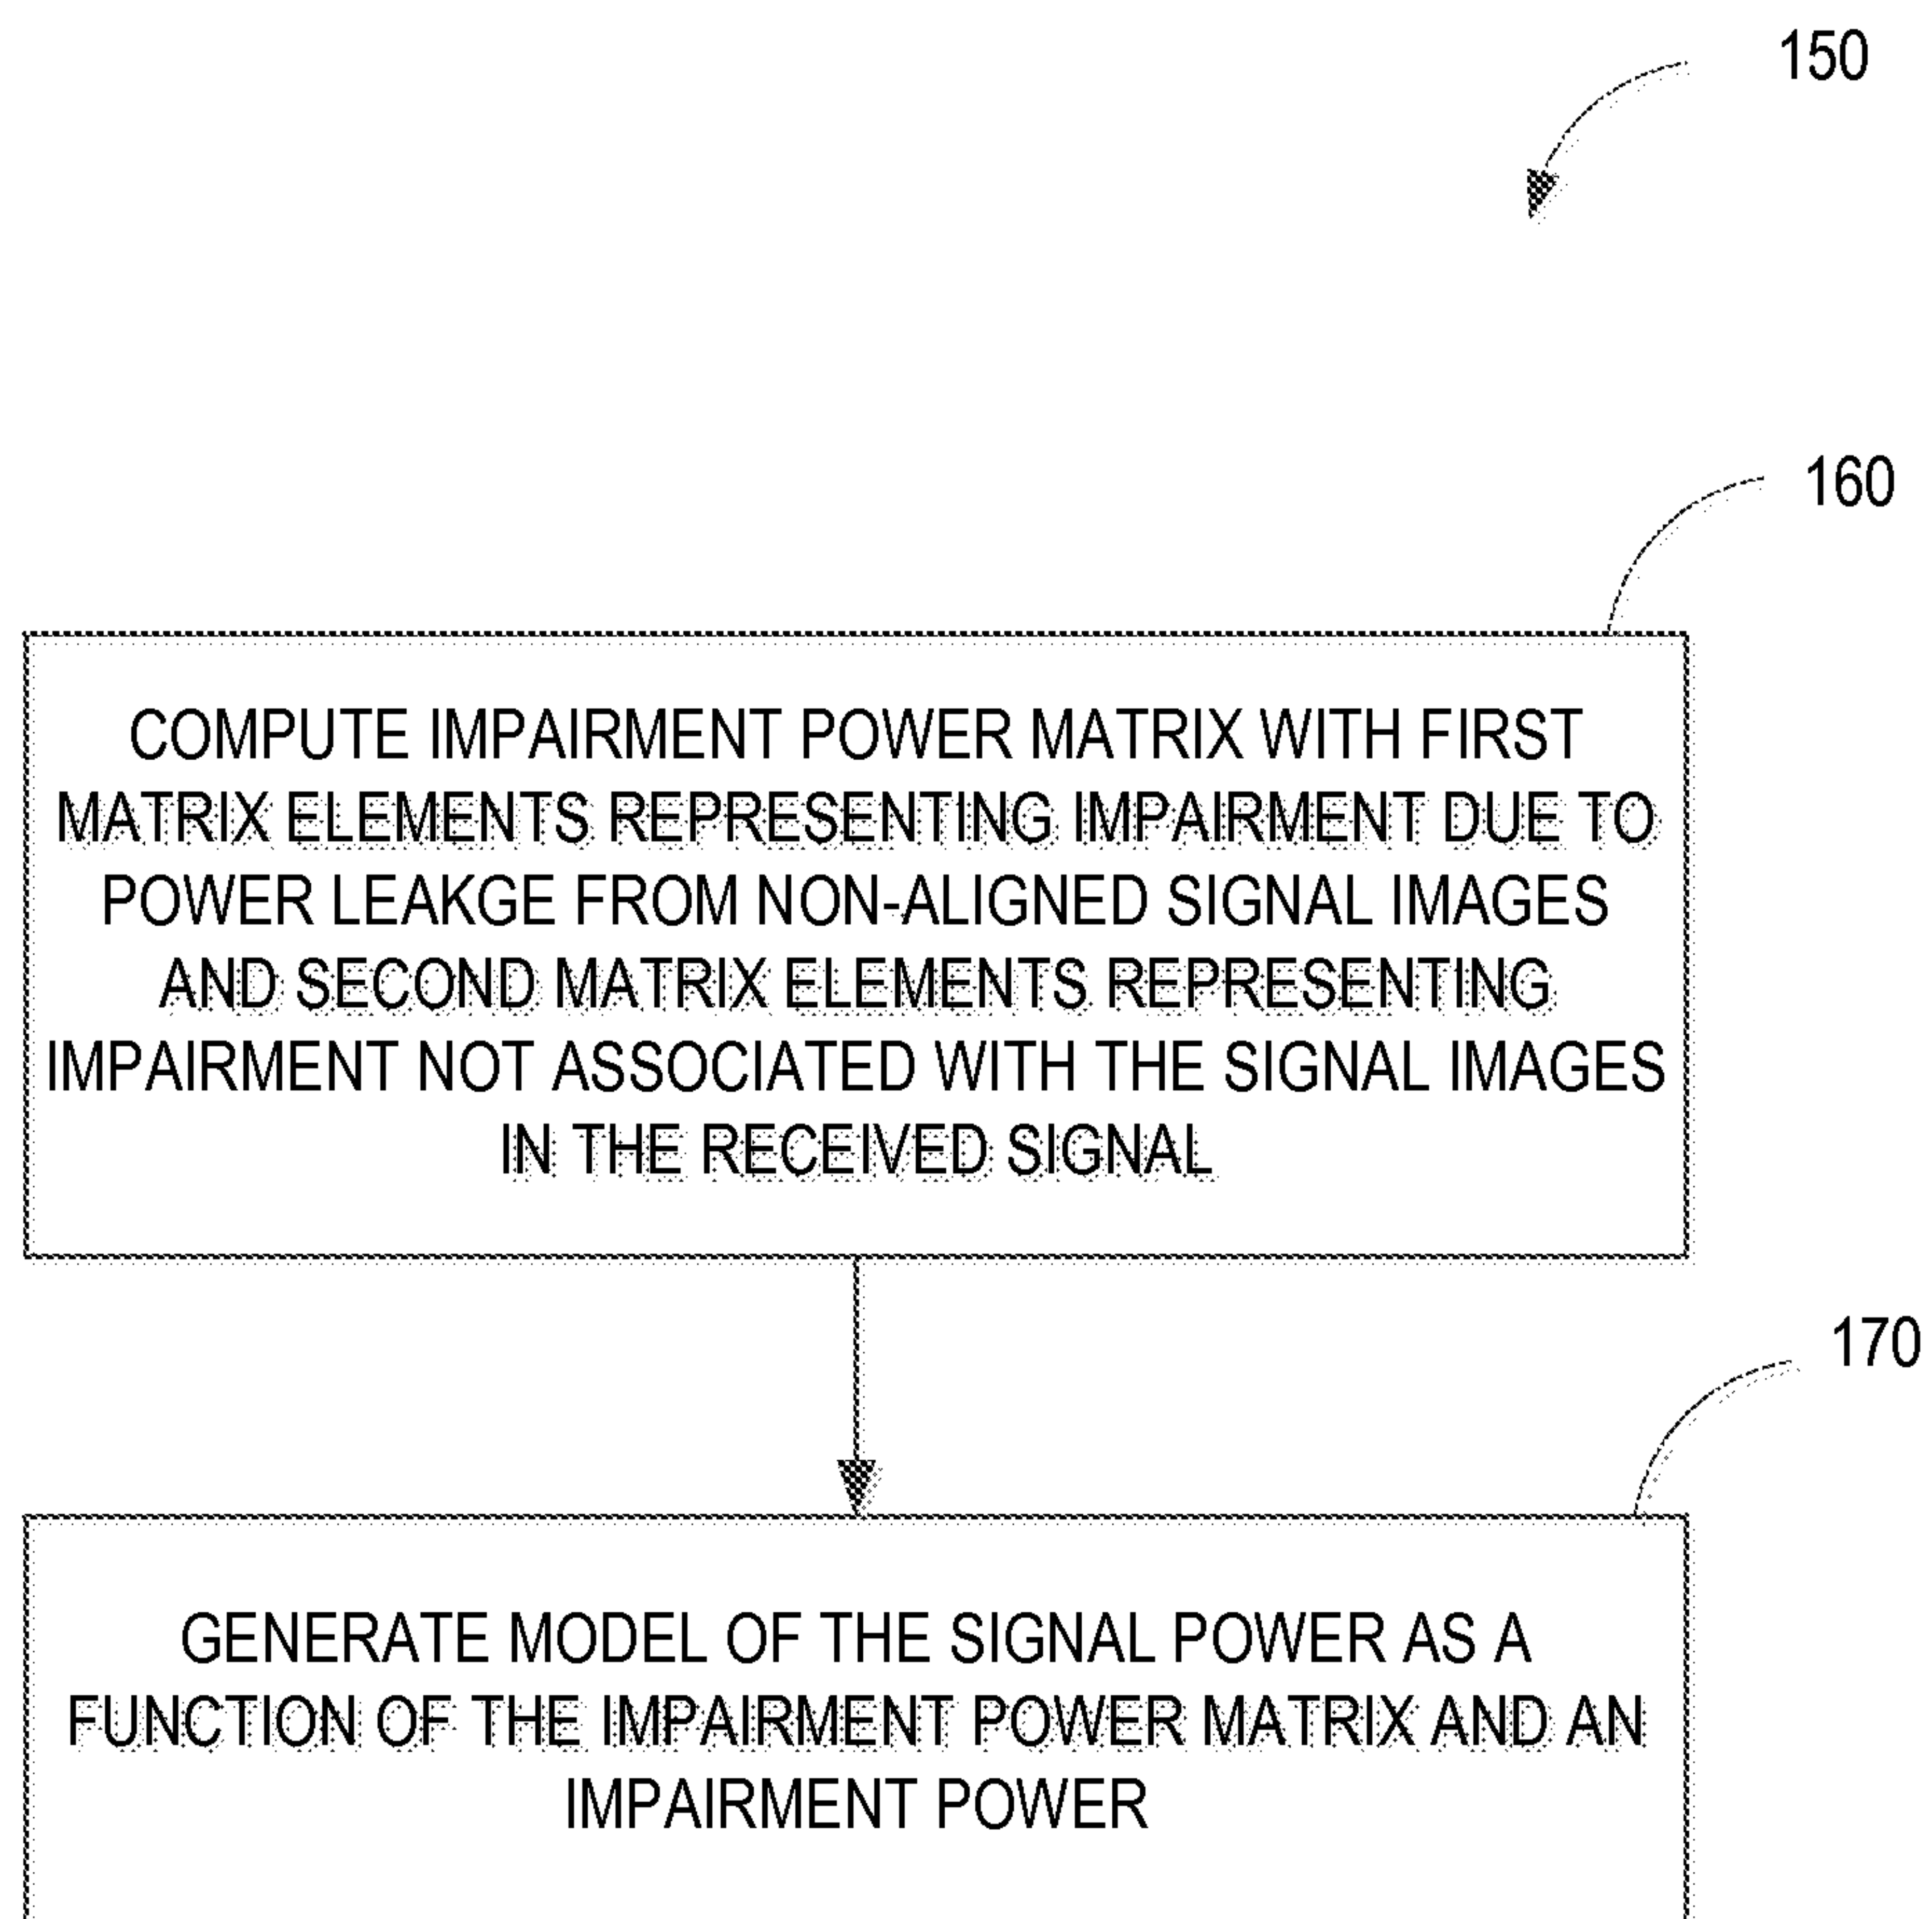 150
160
COMPUTE IMPAIRMENT POWER MATRIX WITH FIRST
MATRIX ELEMENTS REPRESENTING IMPAIRMENT DUE TO
POWER LEAKGE FROM NON-ALIGNED SIGNAL IMAGES
AND SECOND MATRIX ELEMENTS REPRESENTING
IMPAIRMENT NOT ASSOCIATED WITH THE SIGNAL IMAGES
IN THE RECEIVED SIGNAL
170
GENERATE MODEL OF THE SIGNAL POWER AS A
FUNCTION OF THE IMPAIRMENT POWER MATRIX AND AN
IMPAIRMENT POWER